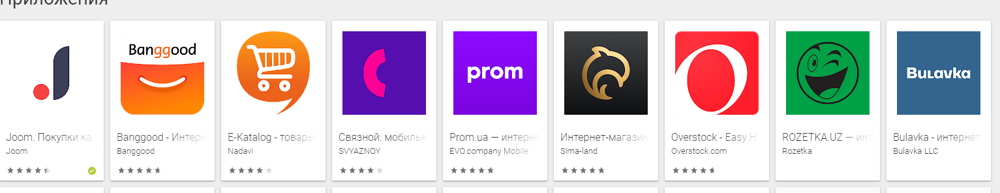 Приложения
Banggood
prom
Bulavka
Joom. Покупки ка
Joom
Banggood - Интерн
Banggood
E-Katalog - товары
Nadavi
Связной: мобильн
SVYAZNOY
Prom.ua — интерне
EVO.company Mobile
Интернет-магазин
Sima-land
Overstock - Easy H
Overstock.com
ROZETKA.UZ — инт
Rozetka
Bulavka - интернет
Bulavka LLC